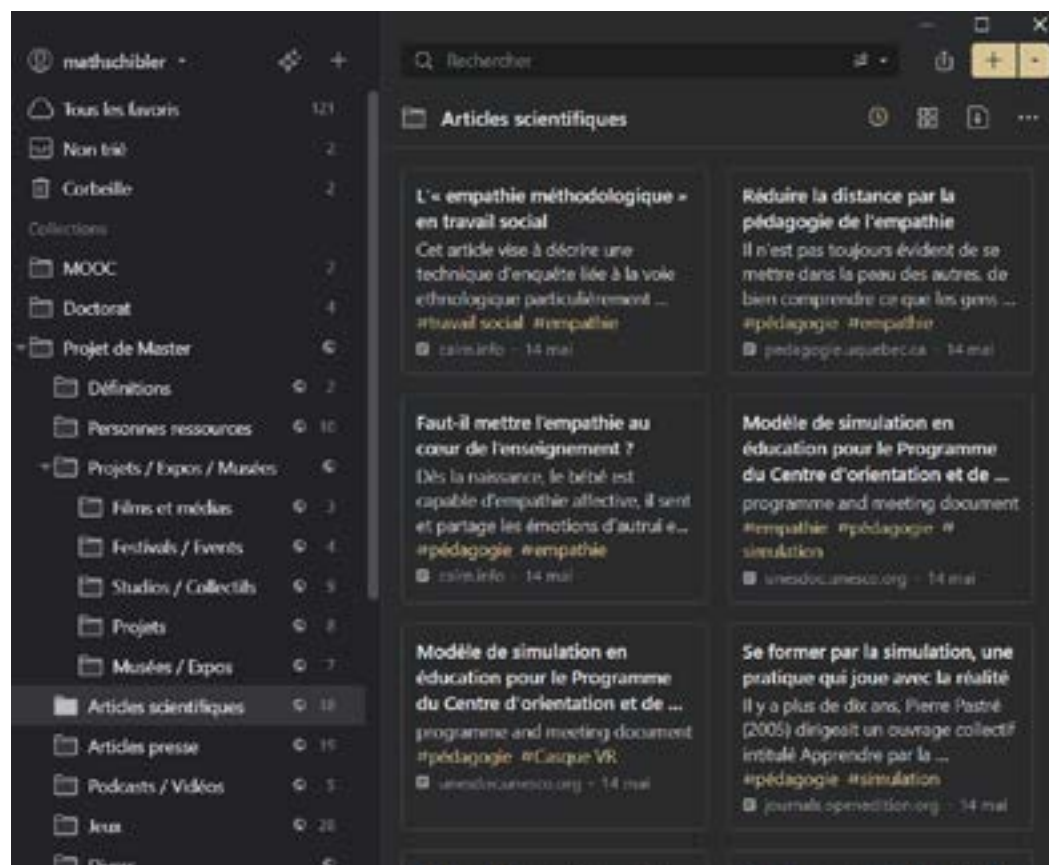 mathschibler
Tous les favoris 121
Non trié 2
Corbeille 2
Collections
MOOC 7
Doctorat 4
Projet de Master
Définitions 2
Personnes ressources 10
Projets / Expos / Musées
Films et médias 3
Festivals / Events 4
Studios / Collectifs 9
Projets 8
Musées / Expos 7
Articles scientifiques 18
Articles presse 19
Podcasts / Vidéos 5
Jeux 28
Rechercher
Articles scientifiques
L'« empathie méthodologique »
en travail social
Cet article vise à décrire une
technique d'enquête liée à la voie
ethnologique particulièrement ...
#travail social #empathie
cairn.info · 14 mai
Réduire la distance par la
pédagogie de l'empathie
Il n'est pas toujours évident de se
mettre dans la peau des autres, de
bien comprendre ce que les gens ...
#pédagogie #empathie
pedagogie.uquebec.ca · 14 mai
Faut-il mettre l'empathie au
cœur de l'enseignement ?
Dès la naissance, le bébé est
capable d'empathie affective, il sent
et partage les émotions d'autrui e...
#pédagogie #empathie
cairn.info · 14 mai
Modèle de simulation en
éducation pour le Programme
du Centre d'orientation et de ...
programme and meeting document
#empathie #pédagogie #
simulation
unesdoc.unesco.org · 14 mai
Modèle de simulation en
éducation pour le Programme
du Centre d'orientation et de ...
programme and meeting document
#pédagogie #Casque VR
unesdoc.unesco.org · 14 mai
Se former par la simulation, une
pratique qui joue avec la réalité
Il y a plus de dix ans, Pierre Pastré
(2005) dirigeait un ouvrage collectif
intitulé Apprendre par la ...
#pédagogie #simulation
journals.openedition.org · 14 mai